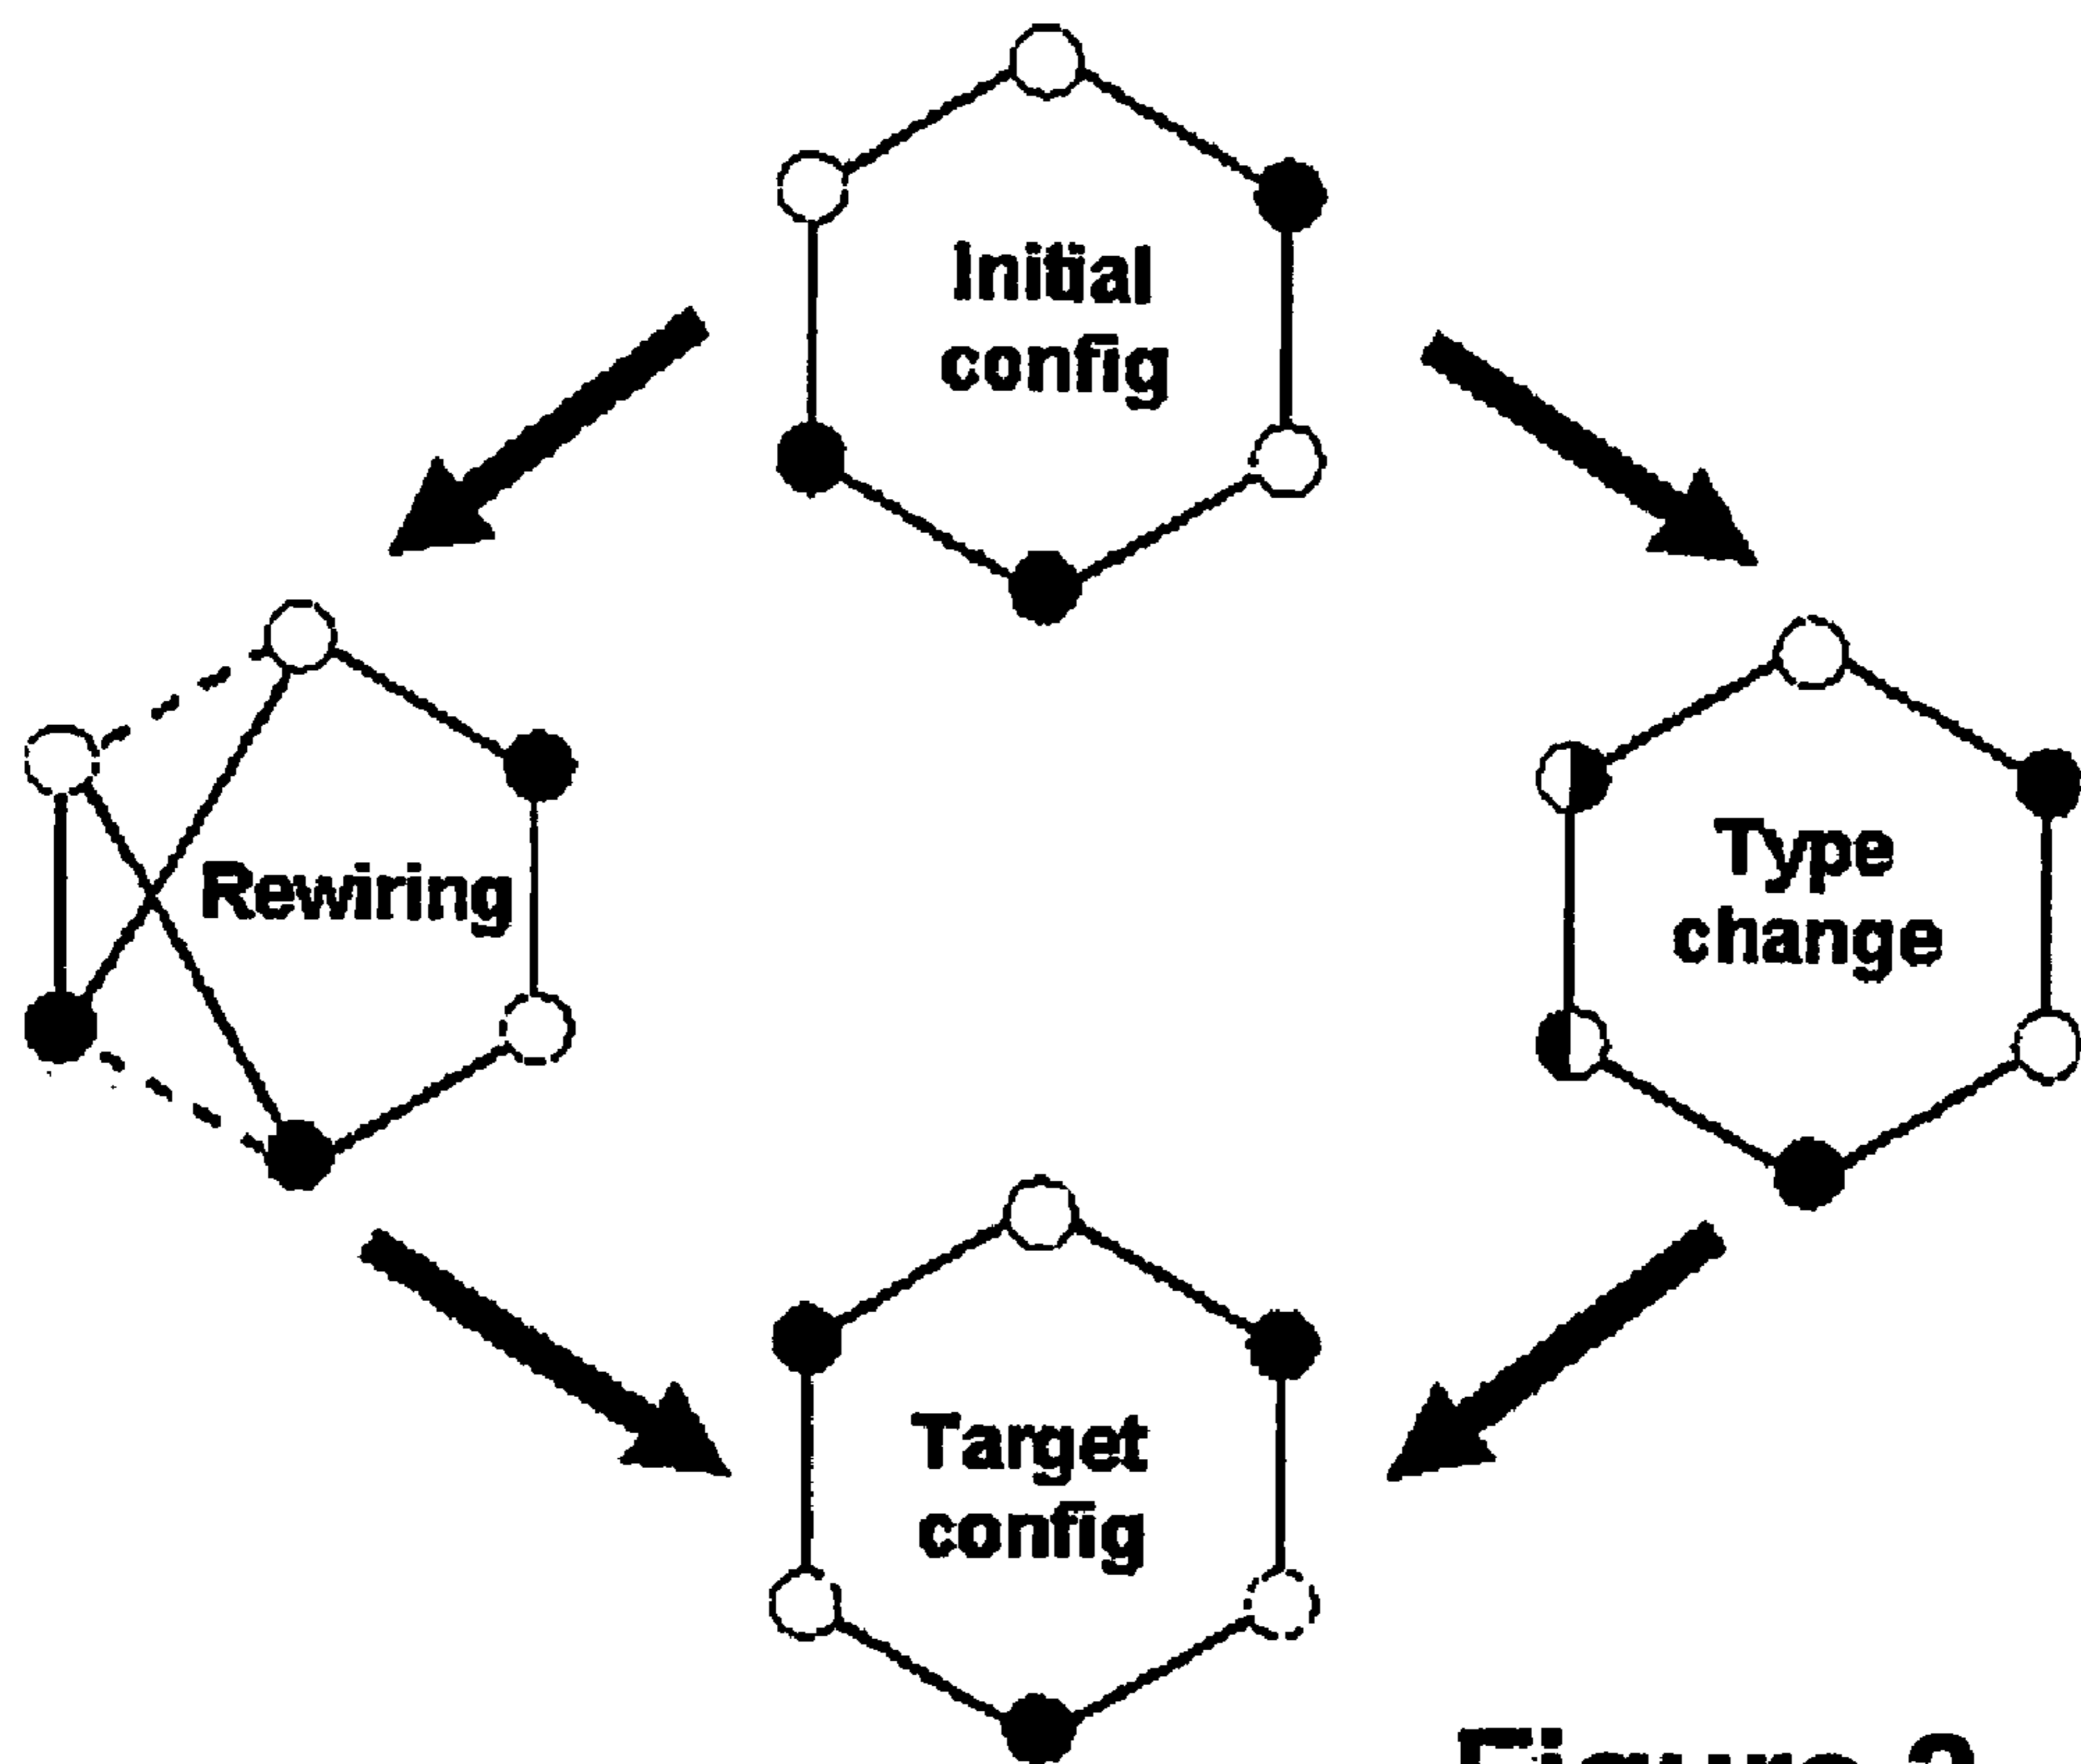 Initial
config
Rewiring
Type
change
Target
config